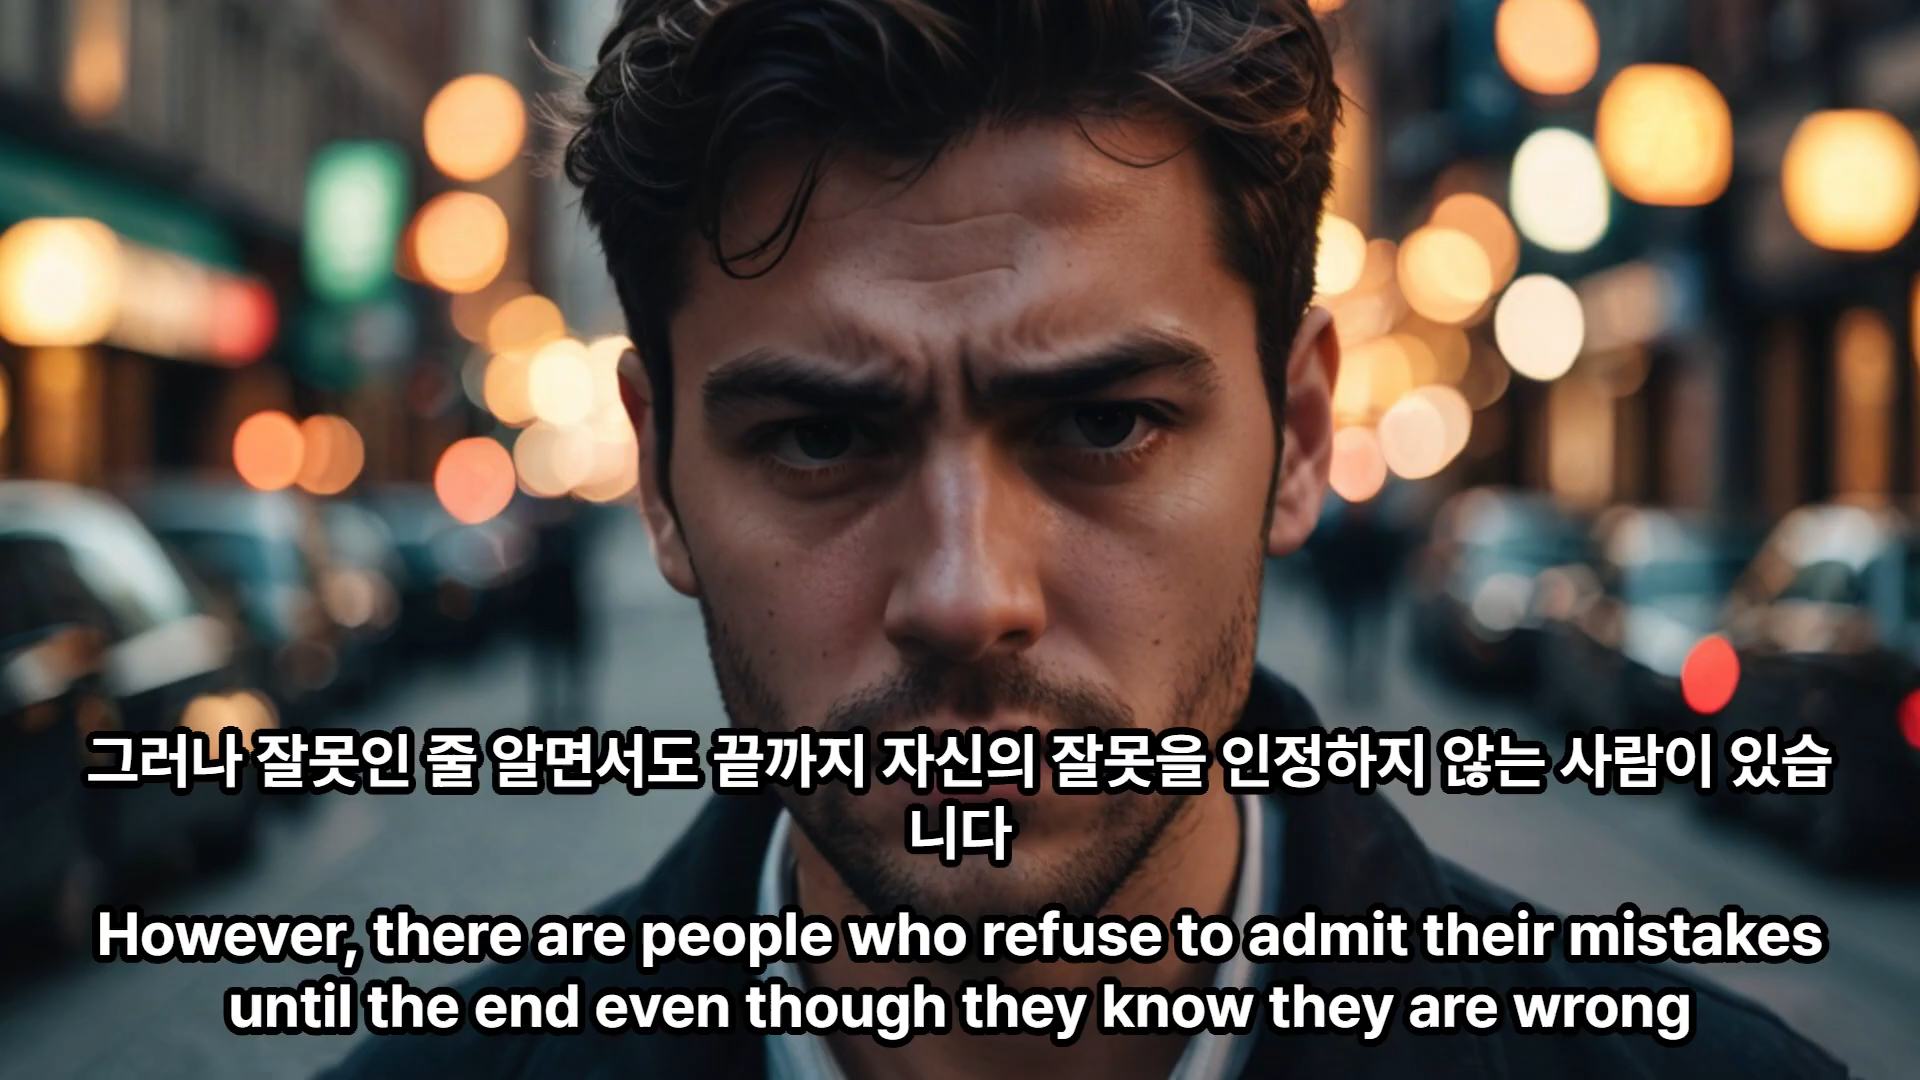 그러나 잘못인 줄 알면서도 끝까지 자신의 잘못을 인정하지 않는 사람이 있습
니다
However, there are people who refuse to admit their mistakes
until the end even though they know they are wrong